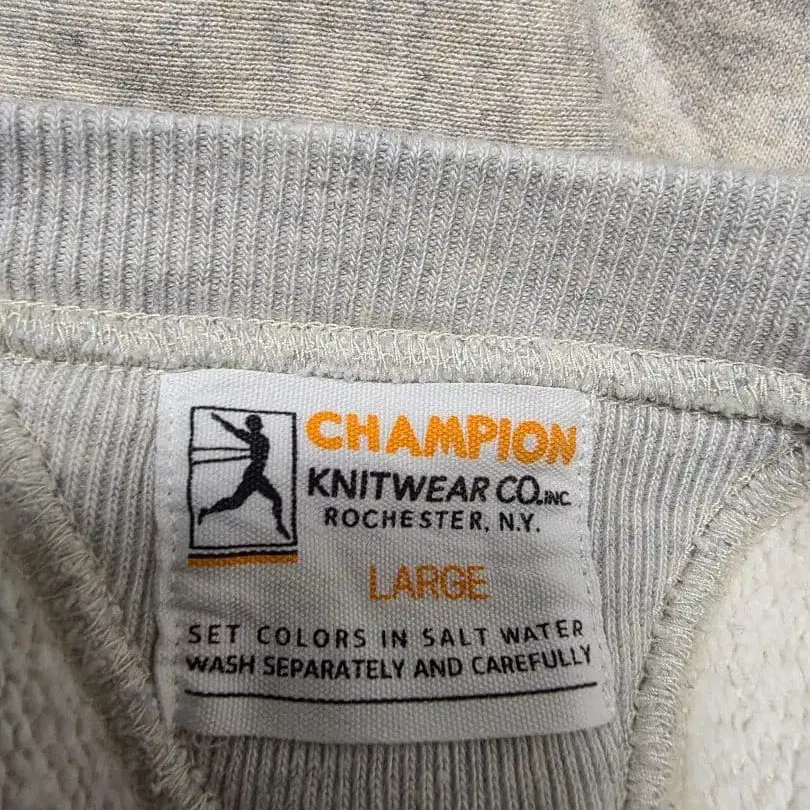 CHAMPION
KNITWEAR CO. INC
ROCHESTER, N.Y.
LARGE
SET COLORS IN SALT WATER
WASH SEPARATELY AND CAREFULLY